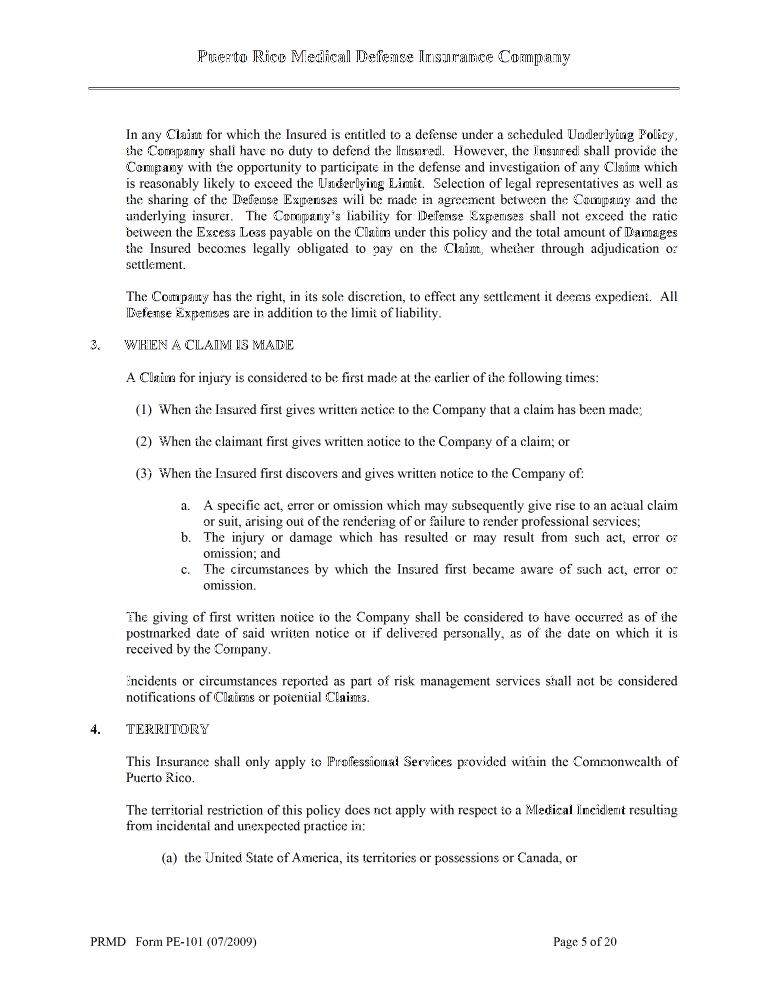 Puerto Rico Medical Defense Insurance Company
In any Claim for which the Insured is entitled to a defense under a scheduled Underlying Policy,
the Company shall have no duty to defend the Insured. However, the Insured shall provide the
Company with the opportunity to participate in the defense and investigation of any Claim which
is reasonably likely to exceed the Underlying Limit. Selection of legal representatives as well as
the sharing of the Defense Expenses will be made in agreement between the Company and the
underlying insurer. The Company's liability for Defense Expenses shall not exceed the ratio
between the Excess Loss payable on the Claim under this policy and the total amount of Damages
the Insured becomes legally obligated to pay on the Claim, whether through adjudication or
settlement.
The Company has the right, in its sole discretion, to effect any settlement it deems expedient. All
Defense Expenses are in addition to the limit of liability.
3. WHEN A CLAIM IS MADE
A Claim for injury is considered to be first made at the earlier of the following times:
(1) When the Insured first gives written notice to the Company that a claim has been made;
(2) When the claimant first gives written notice to the Company of a claim; or
(3) When the Insured first discovers and gives written notice to the Company of:
a. A specific act, error or omission which may subsequently give rise to an actual claim
or suit, arising out of the rendering of or failure to render professional services;
b. The injury or damage which has resulted or may result from such act, error or
omission; and
c. The circumstances by which the Insured first became aware of such act, error or
omission.
The giving of first written notice to the Company shall be considered to have occurred as of the
postmarked date of said written notice or if delivered personally, as of the date on which it is
received by the Company.
Incidents or circumstances reported as part of risk management services shall not be considered
notifications of Claims or potential Claims.
4. TERRITORY
This Insurance shall only apply to Professional Services provided within the Commonwealth of
Puerto Rico.
The territorial restriction of this policy does not apply with respect to a Medical Incident resulting
from incidental and unexpected practice in:
(a) the United State of America, its territories or possessions or Canada, or
PRMD Form PE-101 (07/2009) Page 5 of 20